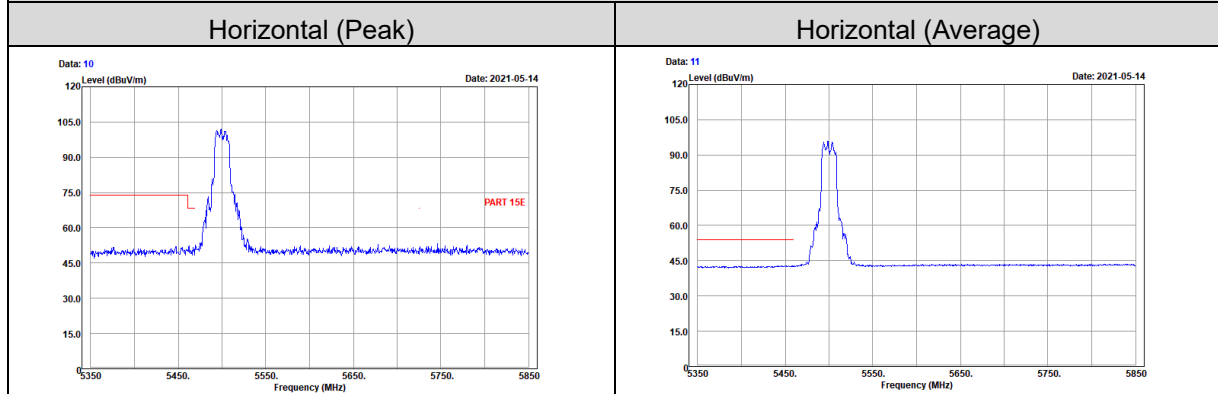 Horizontal (Peak)
Horizontal (Average)
Data: 10
Date: 2021-05-14
120
Level (dBuV/m)
105.0
90.0
75.0
PART 15E
60.0
45.0
30.0
15.0
0
5350
5450.
5550.
5650.
5750.
5850
Frequency (MHz)
Data: 11
Date: 2021-05-14
120
Level (dBuV/m)
105.0
90.0
75.0
60.0
45.0
30.0
15.0
0
5350
5450.
5550.
5650.
5750.
5850
Frequency (MHz)